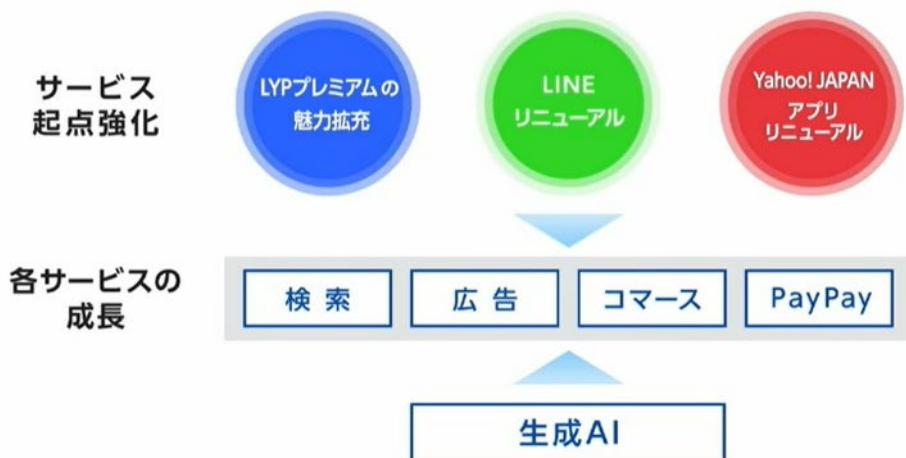 サービス
起点強化
LYPプレミアムの
魅力拡充
LINE
リニューアル
Yahoo! JAPAN
アプリ
リニューアル
各サービスの
成長
検索
広告
コマース
PayPay
生成AI